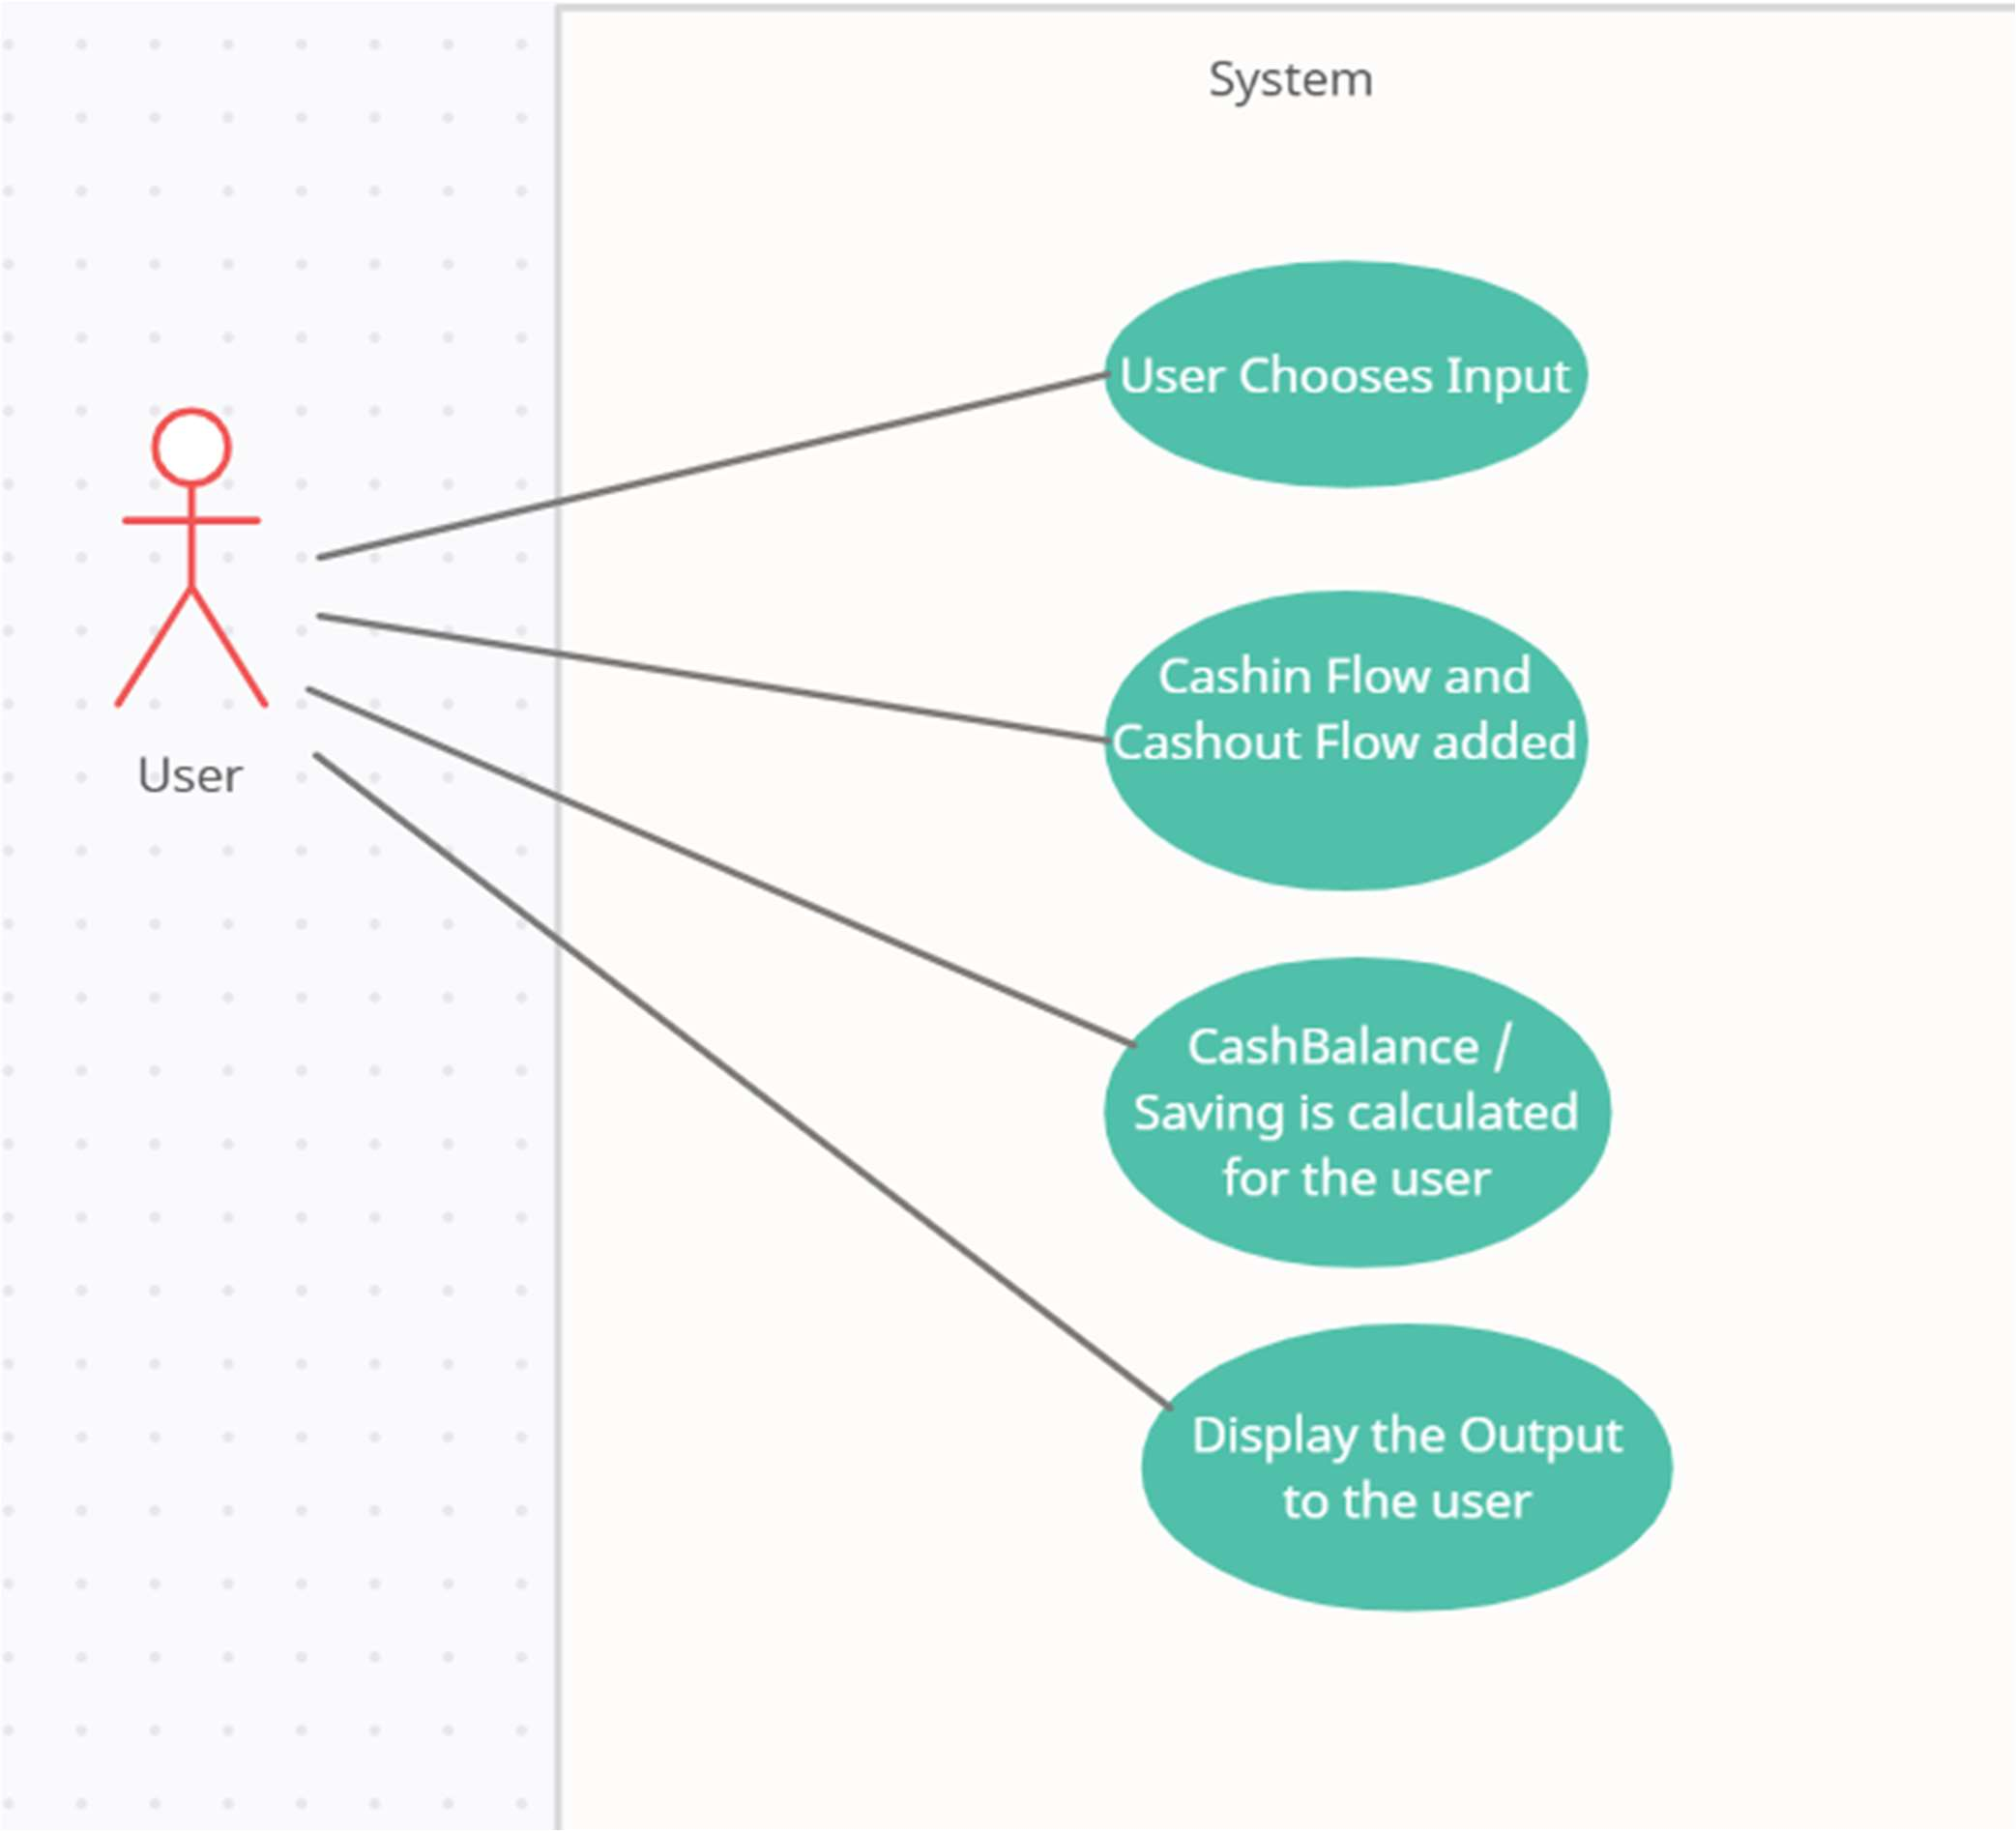 System
User Chooses Input
Cashin Flow and
Cashout Flow added
User
CashBalance /
Saving is calculated
for the user
Display the Output
to the user